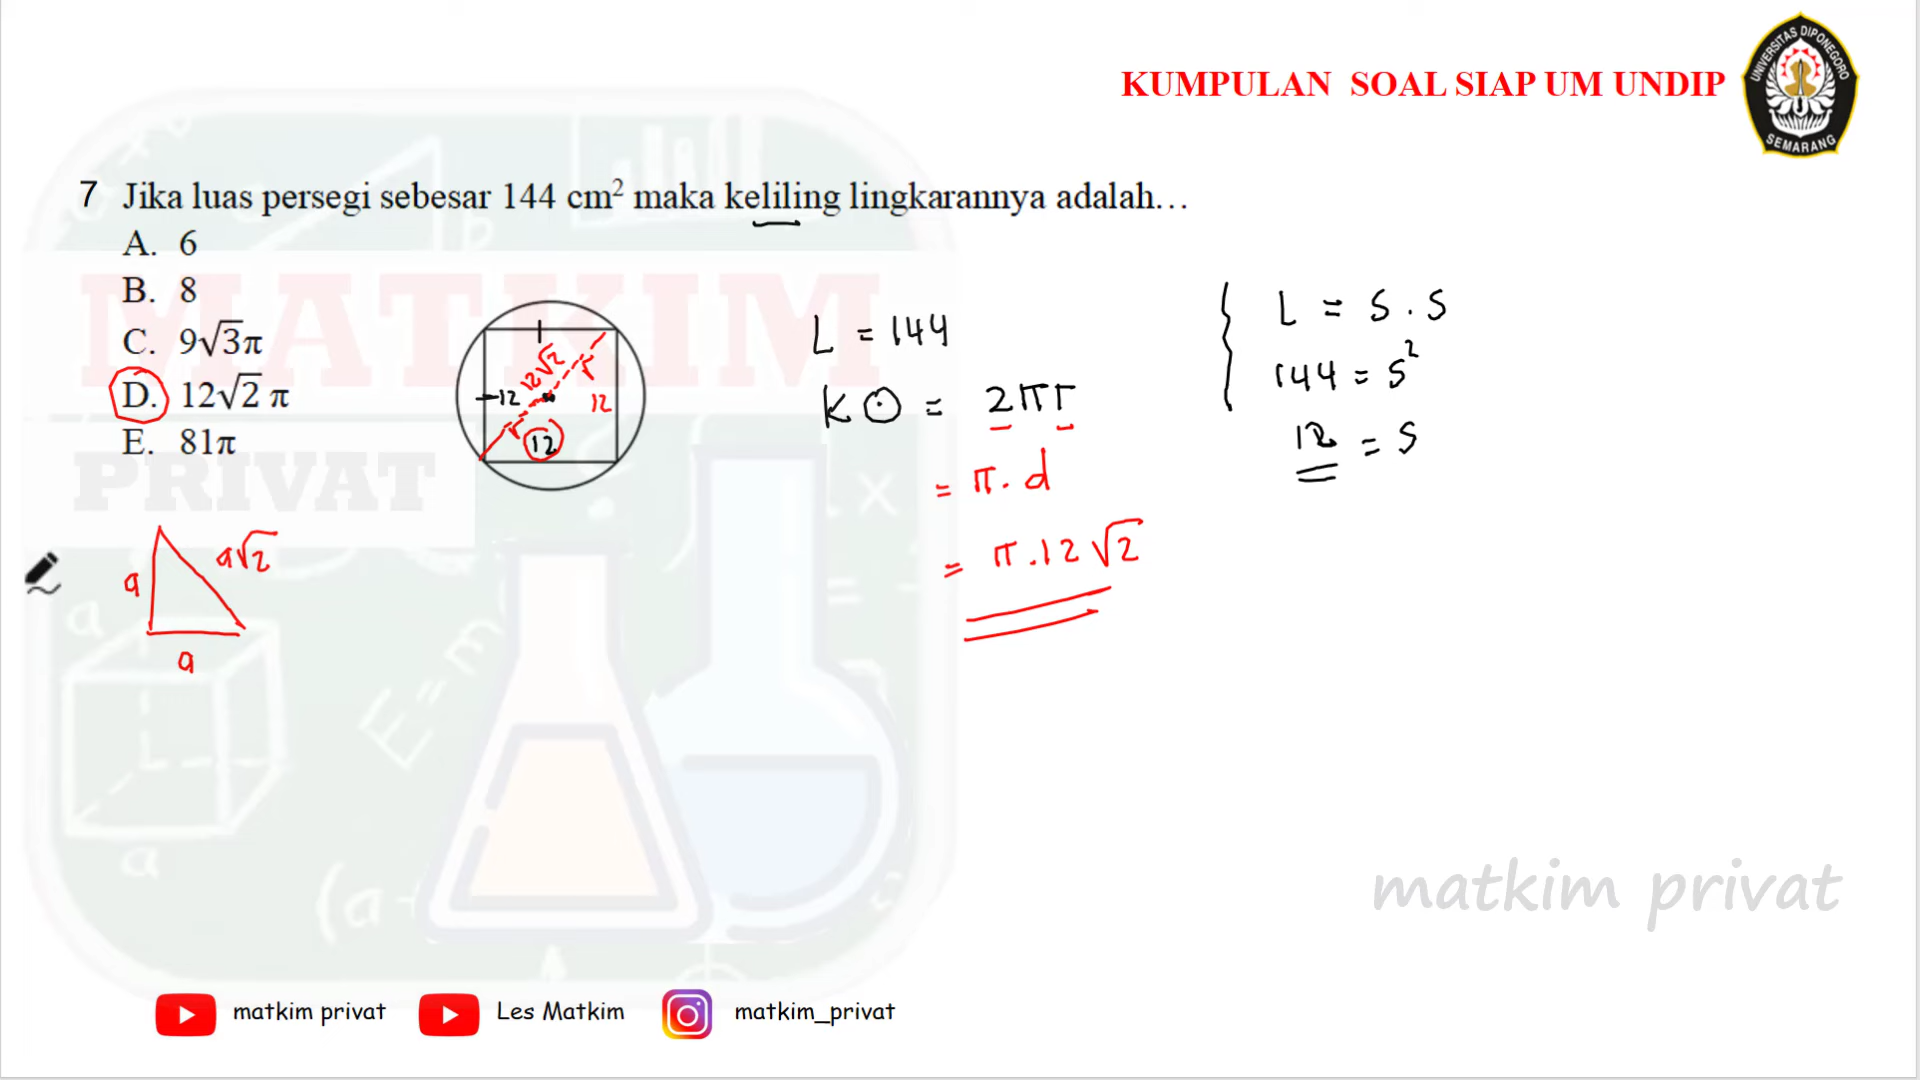 KUMPULAN SOAL SIAP UM UNDIP
UNIVERSITAS DIPONEGORO
SEMARANG
7 Jika luas persegi sebesar 144 cm² maka keliling lingkarannya adalah…
A. 6
B. 8
C. 9√3π
D. 12√2 π
E. 81π
MATKIM
PRIVAT
12√2
r
12
12
r
12
L = 144
K⊙ = 2πr
= π . d
= π . 12√2
L = S . S
144 = S²
12 = S
a
a√2
a
b
a
a
E = m
(a+
x
=
matkim privat
matkim privat
Les Matkim
matkim_privat